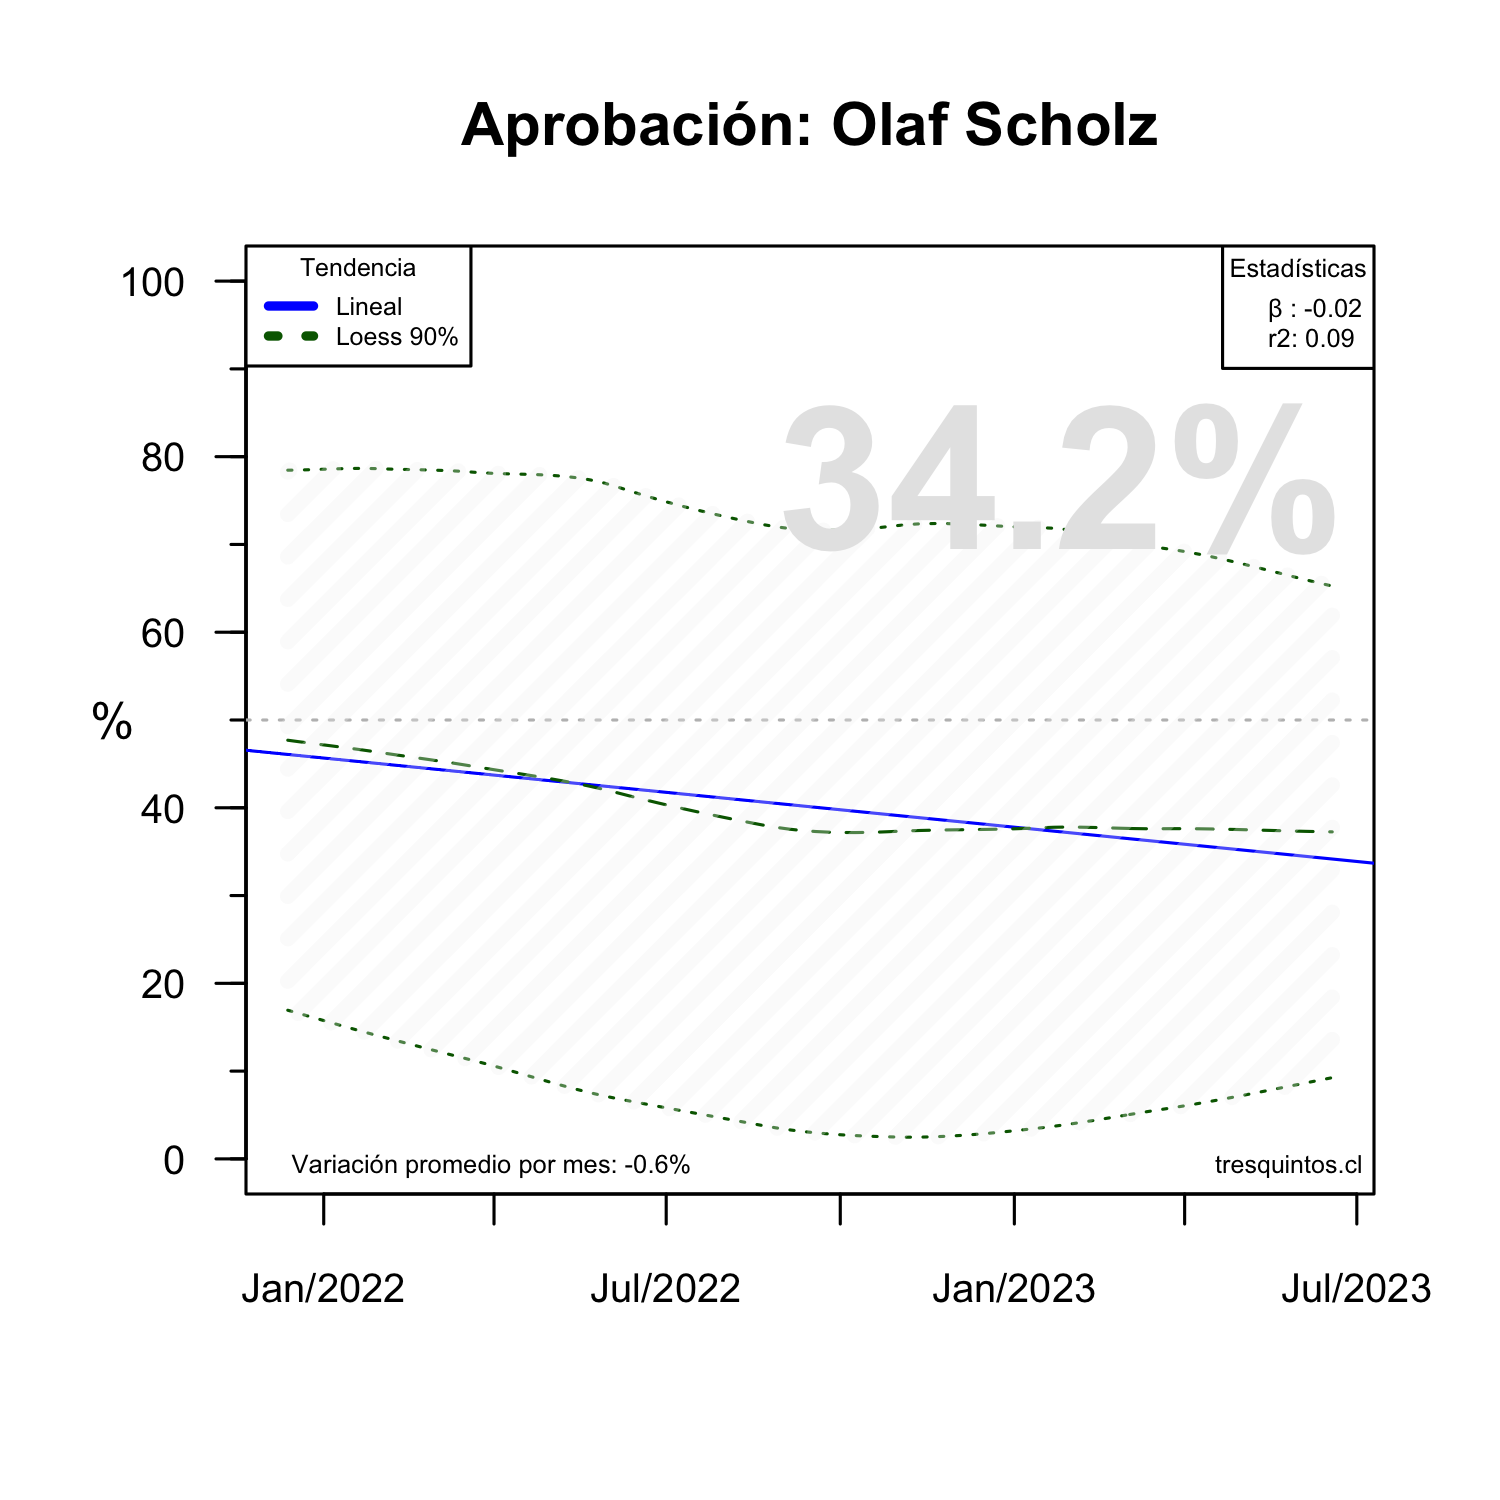 Aprobación: Olaf Scholz
Tendencia
Lineal
Loess 90%
Estadísticas
β : -0.02
r2: 0.09
34.2%
100
80
60
%
40
20
0
Variación promedio por mes: -0.6%
tresquintos.cl
Jan/2022
Jul/2022
Jan/2023
Jul/2023